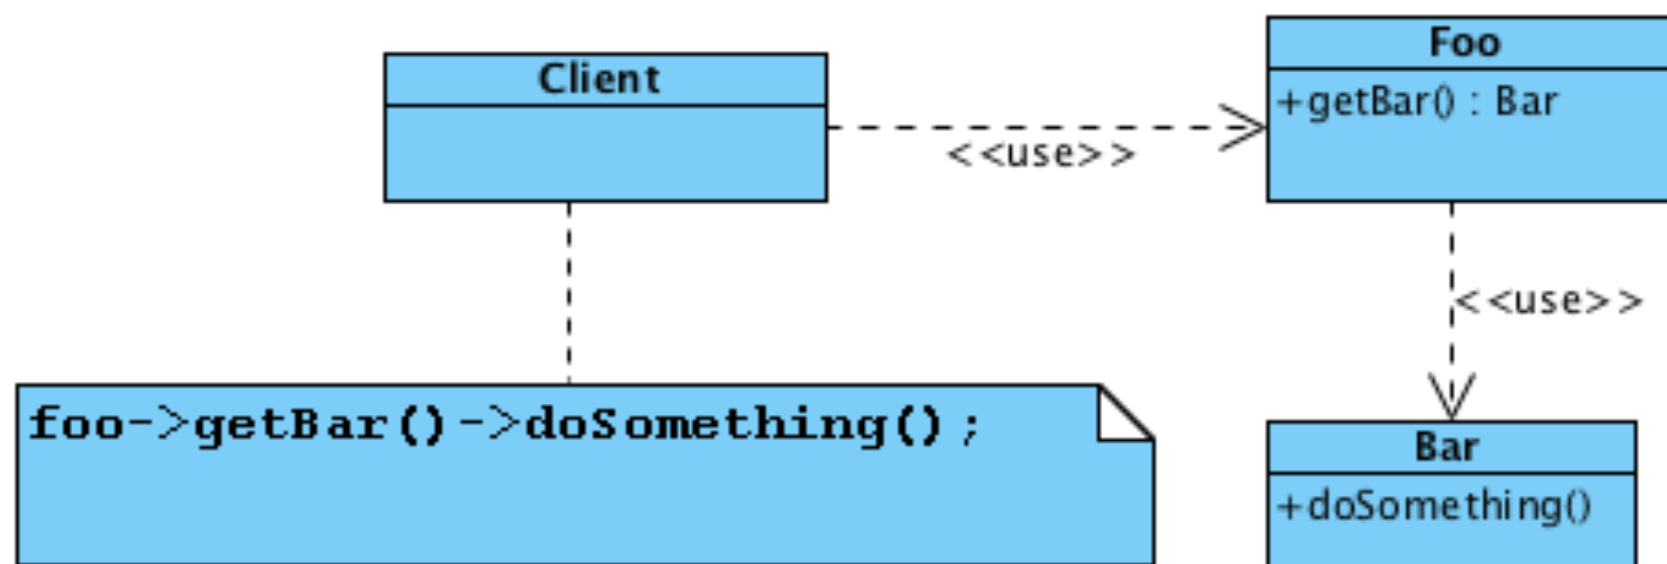 Client
Foo
+getBar() : Bar
<<use>>
<<use>>
foo->getBar()->doSomething();
Bar
+doSomething()